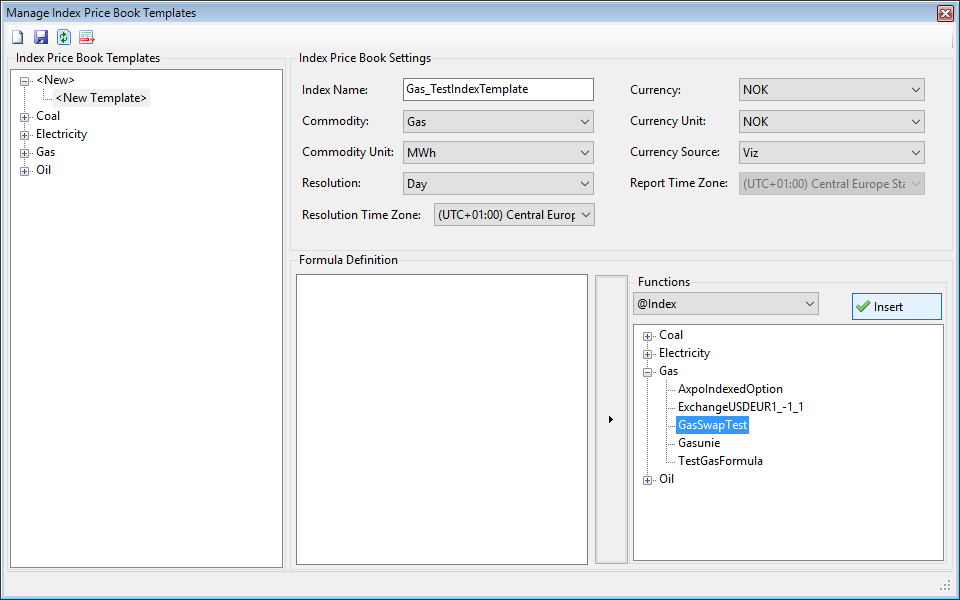 Manage Index Price Book Templates
Index Price Book Templates
<New>
<New Template>
Coal
Electricity
Gas
Oil
Index Price Book Settings
Index Name: Gas_TestIndexTemplate
Currency: NOK
Commodity: Gas
Currency Unit: NOK
Commodity Unit: MWh
Currency Source: Viz
Resolution: Day
Report Time Zone: (UTC+01:00) Central Europe Sta
Resolution Time Zone: (UTC+01:00) Central Europ
Formula Definition
Functions
@Index
Insert
Coal
Electricity
Gas
AxpoIndexedOption
ExchangeUSDEUR1_-1_1
GasSwapTest
Gasunie
TestGasFormula
Oil